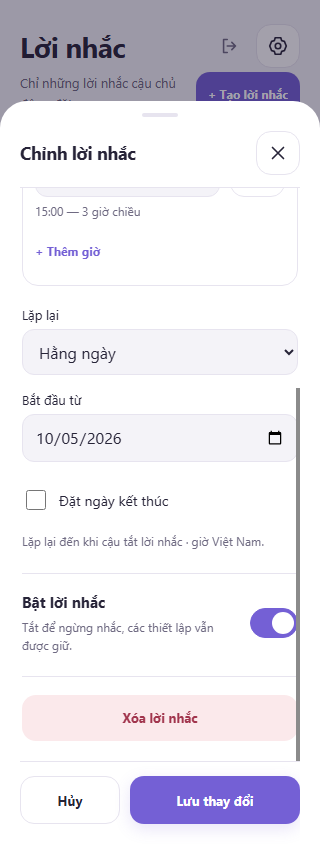 Lời nhắc
Chỉ những lời nhắc cậu chủ
+ Tạo lời nhắc
Chỉnh lời nhắc
15:00 — 3 giờ chiều
+ Thêm giờ
Lặp lại
Hằng ngày
Bắt đầu từ
10/05/2026
Đặt ngày kết thúc
Lặp lại đến khi cậu tắt lời nhắc · giờ Việt Nam.
Bật lời nhắc
Tắt để ngừng nhắc, các thiết lập vẫn
được giữ.
Xóa lời nhắc
Hủy
Lưu thay đổi